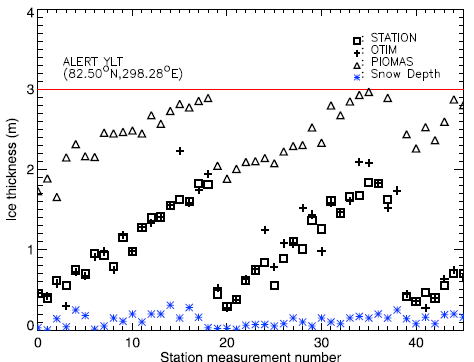 4
3
2
1
0
Ice thickness (m)
ALERT YLT
(82.50°N,298.28°E)
: STATION
: OTIM
: PIOMAS
: Snow Depth
0 10 20 30 40
Station measurement number